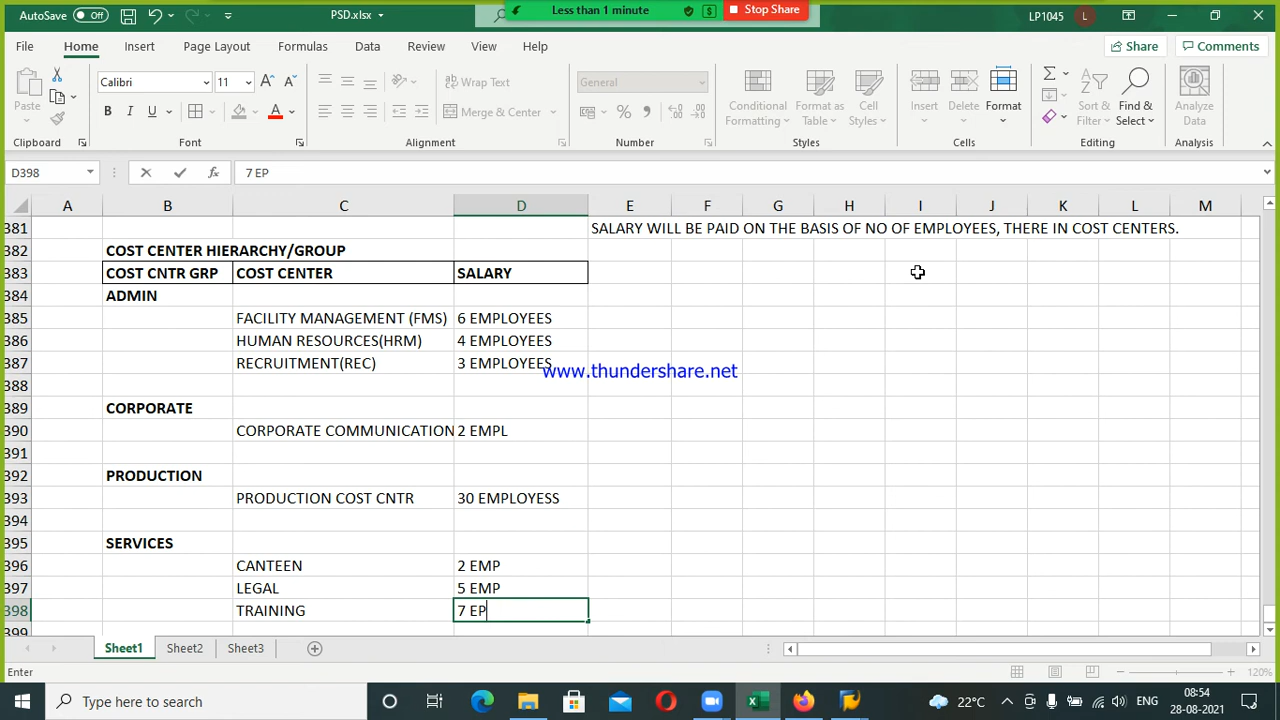 AutoSave Off PSD.xlsx Less than 1 minute Stop Share LP1045 L
File Home Insert Page Layout Formulas Data Review View Help Share Comments
Paste Calibri 11 Wrap Text General Conditional Formatting Format as Table Cell Styles Insert Delete Format Sort & Filter Find & Select Analyze Data
B I U A Merge & Center % ,
Clipboard Font Alignment Number Styles Cells Editing Analysis
D398 fx 7 EP
A B C D E F G H I J K L M
381 SALARY WILL BE PAID ON THE BASIS OF NO OF EMPLOYEES, THERE IN COST CENTERS.
382 COST CENTER HIERARCHY/GROUP
383 COST CNTR GRP COST CENTER SALARY
384 ADMIN
385 FACILITY MANAGEMENT (FMS) 6 EMPLOYEES
386 HUMAN RESOURCES(HRM) 4 EMPLOYEES
387 RECRUITMENT(REC) 3 EMPLOYEES
www.thundershare.net
388
389 CORPORATE
390 CORPORATE COMMUNICATION 2 EMPL
391
392 PRODUCTION
393 PRODUCTION COST CNTR 30 EMPLOYESS
394
395 SERVICES
396 CANTEEN 2 EMP
397 LEGAL 5 EMP
398 TRAINING 7 EP
399
Sheet1 Sheet2 Sheet3
Enter 120%
Type here to search 22°C ENG 08:54
28-08-2021